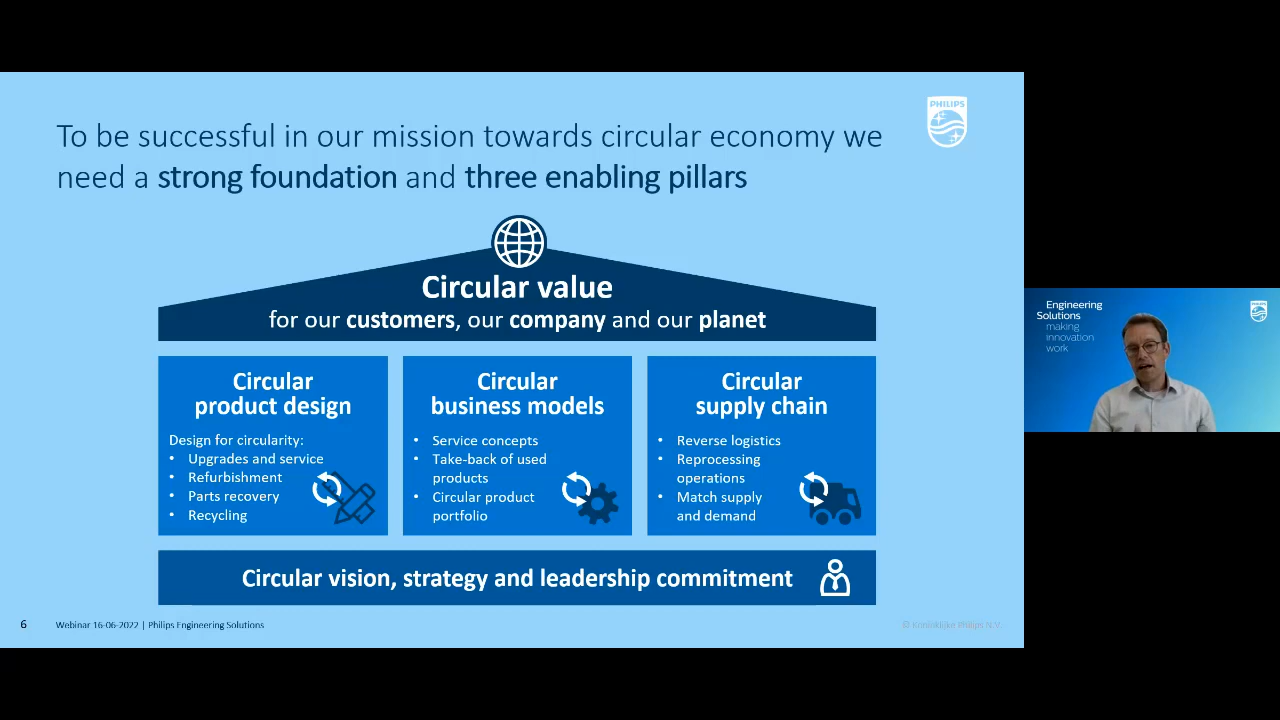 PHILIPS
To be successful in our mission towards circular economy we
need a strong foundation and three enabling pillars
Circular value
for our customers, our company and our planet
Circular
product design
Design for circularity:
• Upgrades and service
• Refurbishment
• Parts recovery
• Recycling
Circular
business models
• Service concepts
• Take-back of used
products
• Circular product
portfolio
Circular
supply chain
• Reverse logistics
• Reprocessing
operations
• Match supply
and demand
Circular vision, strategy and leadership commitment
6
Webinar 16-06-2022 | Philips Engineering Solutions
© Koninklijke Philips N.V.
Engineering
Solutions
making
innovation
work